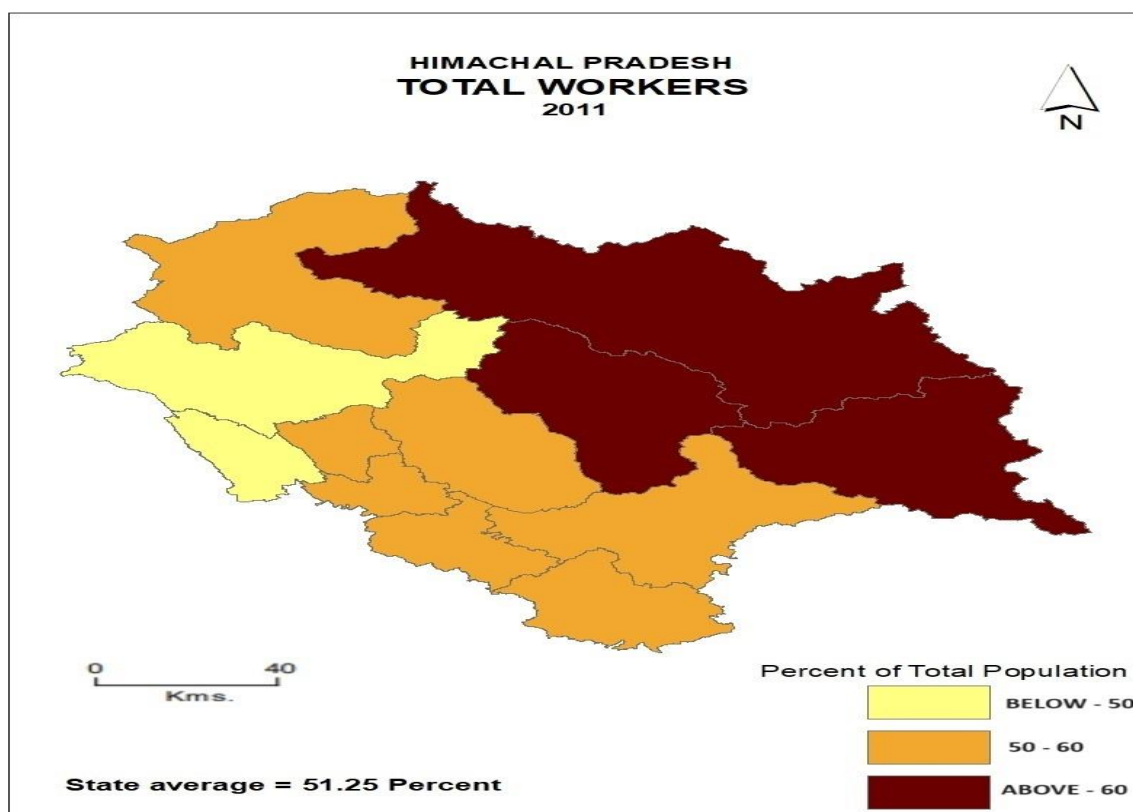 HIMACHAL PRADESH
TOTAL WORKERS
2011
N
0 40
Kms.
State average = 51.25 Percent
Percent of Total Population
BELOW - 50
50 - 60
ABOVE - 60